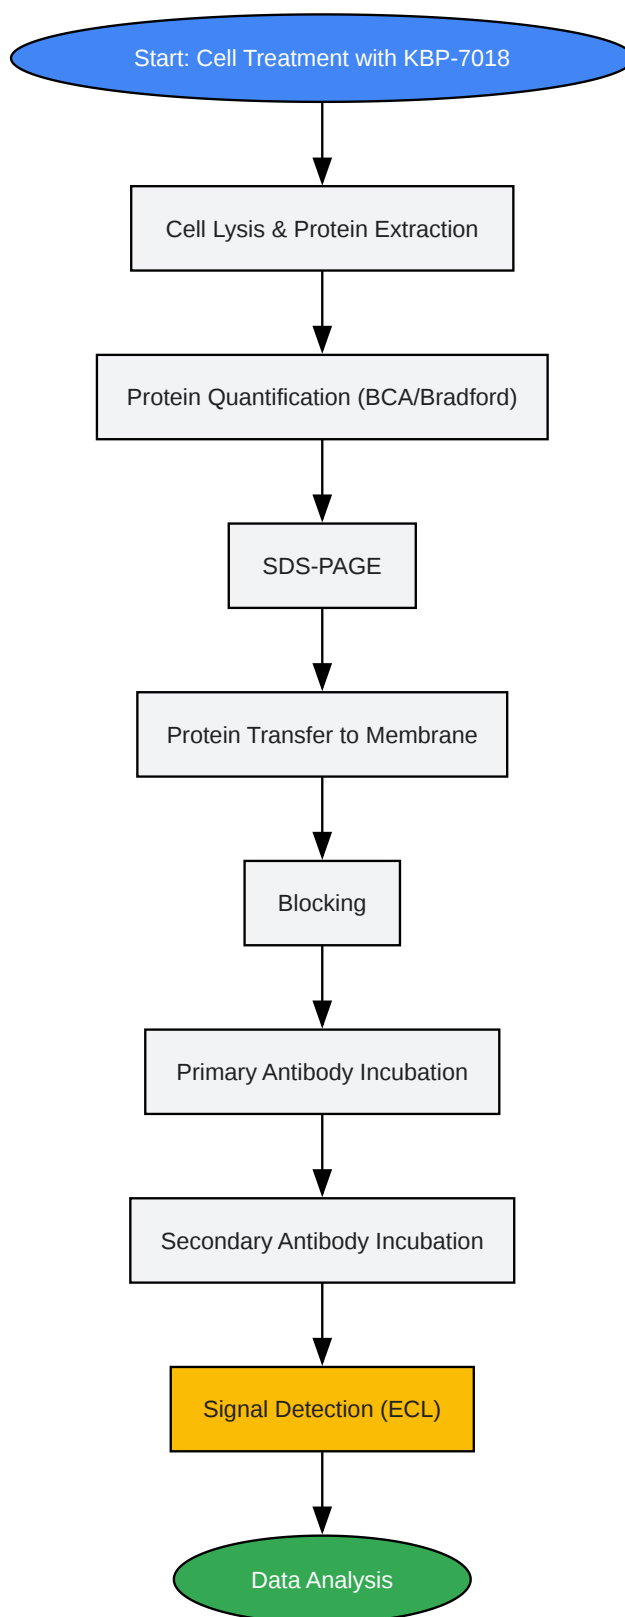 Start: Cell Treatment with KBP-7018
Cell Lysis & Protein Extraction
Protein Quantification (BCA/Bradford)
SDS-PAGE
Protein Transfer to Membrane
Blocking
Primary Antibody Incubation
Secondary Antibody Incubation
Signal Detection (ECL)
Data Analysis